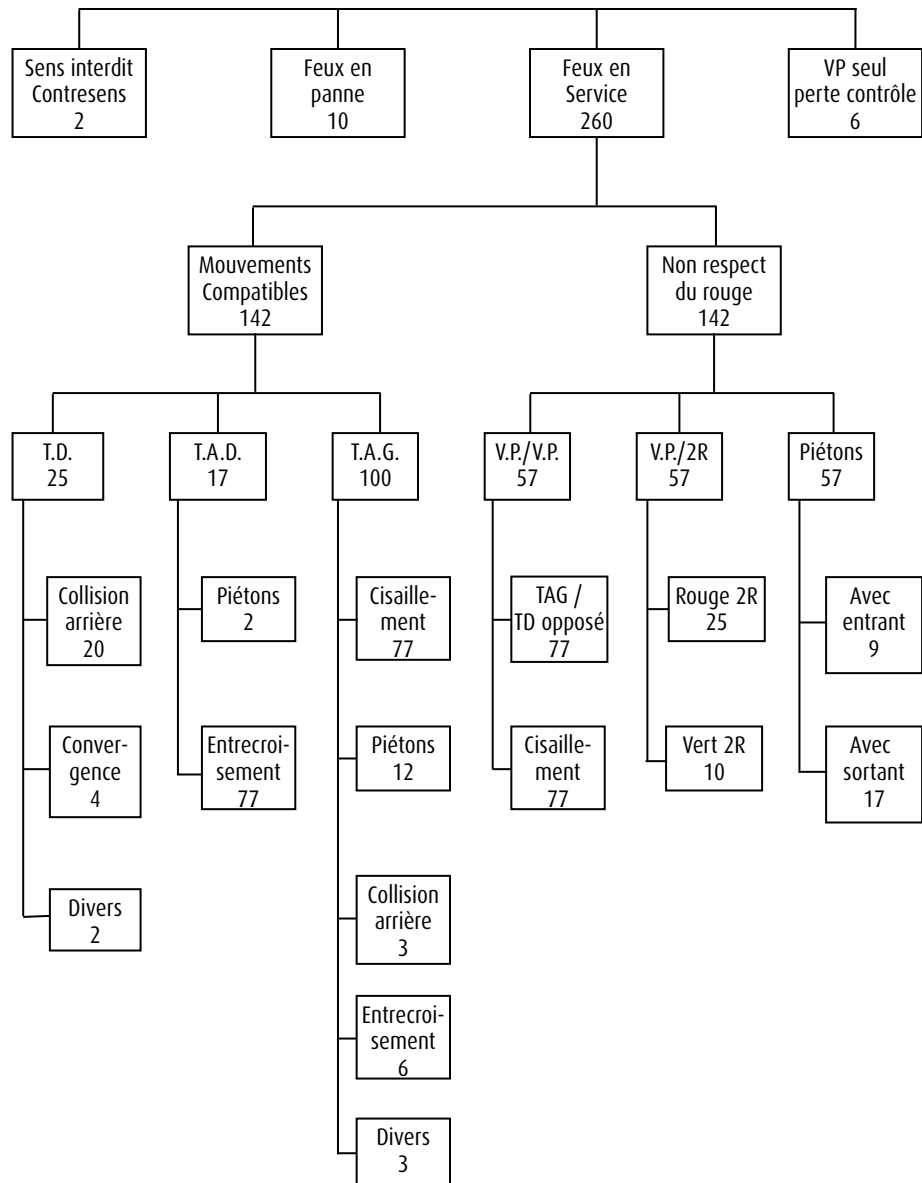 Sens interdit
Contresens
2
Feux en
panne
10
Feux en
Service
260
VP seul
perte contrôle
6
Mouvements
Compatibles
142
Non respect
du rouge
142
T.D.
25
T.A.D.
17
T.A.G.
100
V.P./V.P.
57
V.P./2R
57
Piétons
57
Collision
arrière
20
Piétons
2
Cisaille-
ment
77
TAG /
TD opposé
77
Rouge 2R
25
Avec
entrant
9
Conver-
gence
4
Entrecroi-
sement
77
Piétons
12
Cisaille-
ment
77
Vert 2R
10
Avec
sortant
17
Divers
2
Collision
arrière
3
Entrecroi-
sement
6
Divers
3